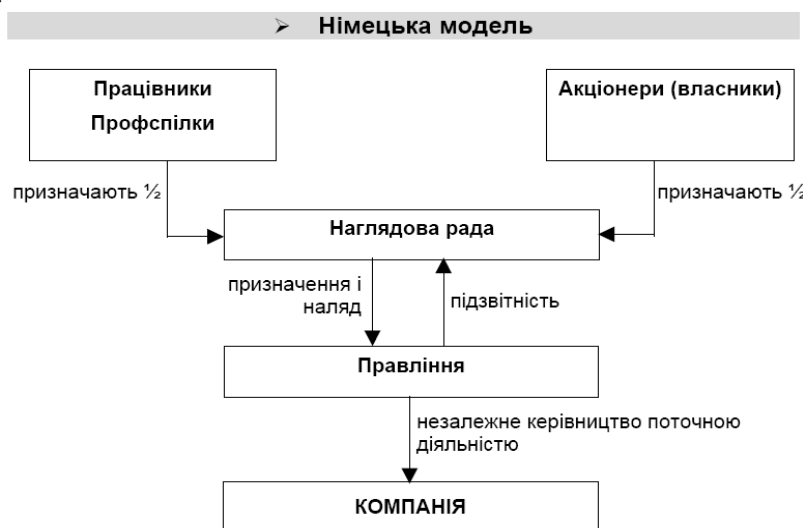 ➢ Німецька модель
Працівники
Профспілки
Акціонери (власники)
призначають ½
призначають ½
Наглядова рада
призначення і
наляд
підзвітність
Правління
незалежне керівництво поточною
діяльністю
КОМПАНІЯ